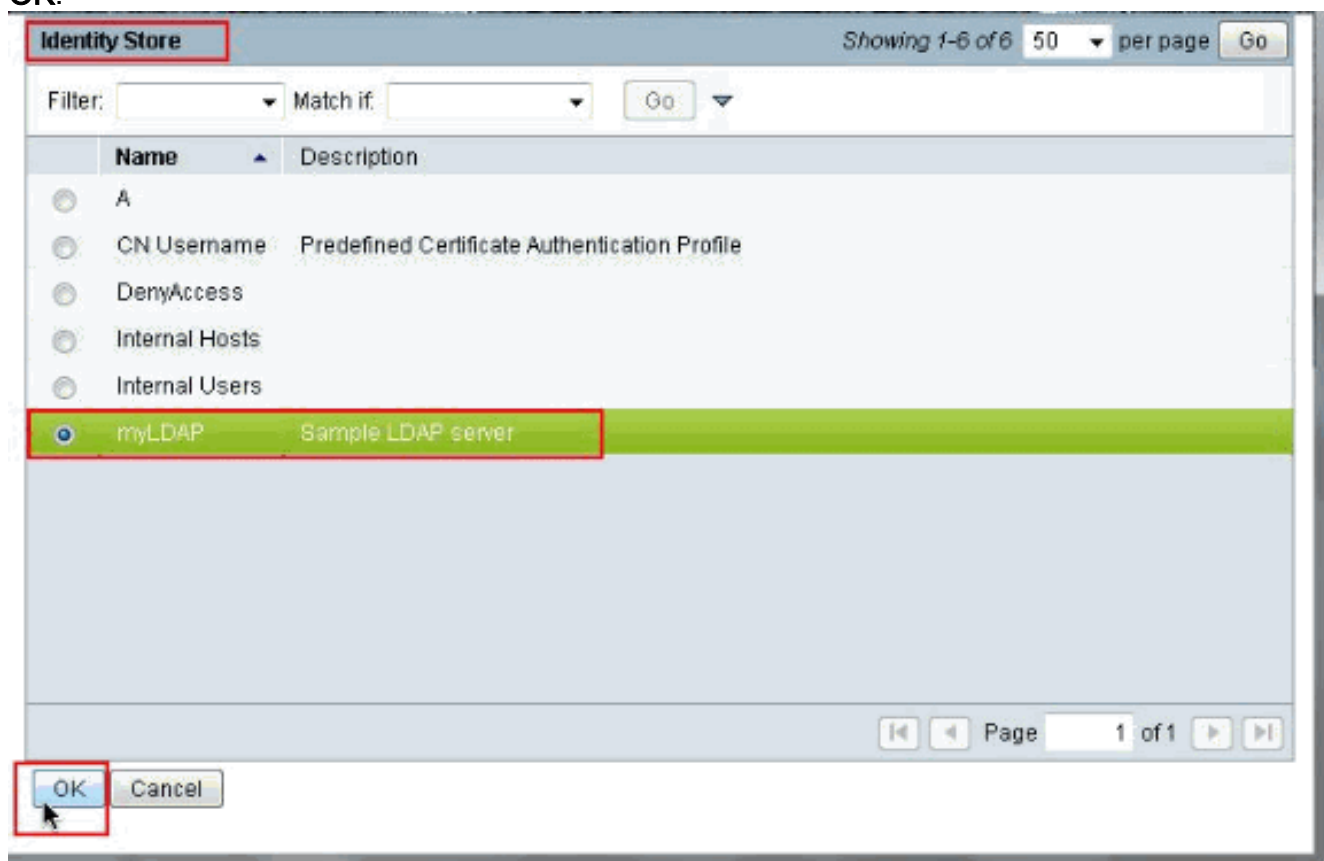 OK.
Identity Store Showing 1-6 of 6 50 per page Go
Filter: Match if: Go
Name Description
A
CN Username Predefined Certificate Authentication Profile
DenyAccess
Internal Hosts
Internal Users
myLDAP Sample LDAP server
Page 1 of 1
OK Cancel